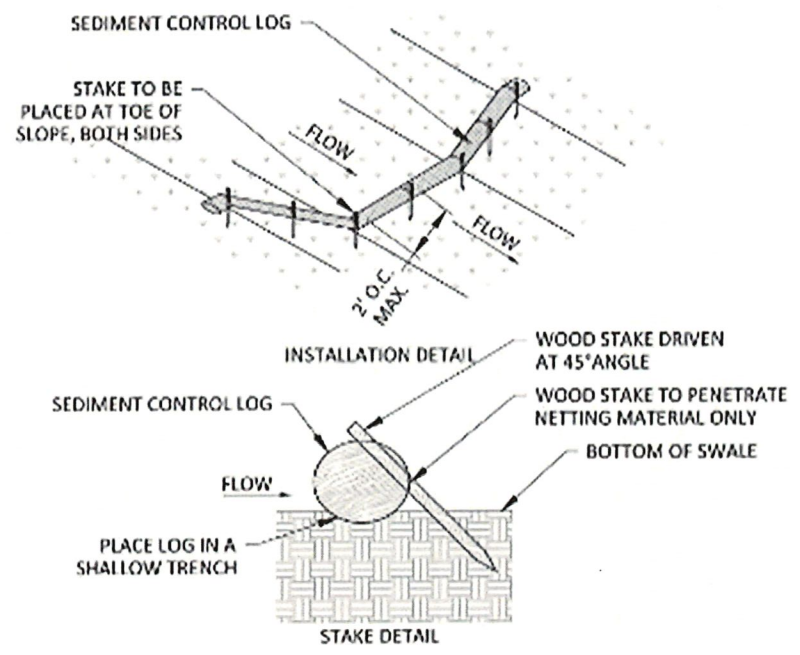 SEDIMENT CONTROL LOG
STAKE TO BE
PLACED AT TOE OF
SLOPE, BOTH SIDES
FLOW
FLOW
2' O.C.
MAX.
INSTALLATION DETAIL
WOOD STAKE DRIVEN
AT 45°ANGLE
SEDIMENT CONTROL LOG
WOOD STAKE TO PENETRATE
NETTING MATERIAL ONLY
BOTTOM OF SWALE
FLOW
PLACE LOG IN A
SHALLOW TRENCH
STAKE DETAIL